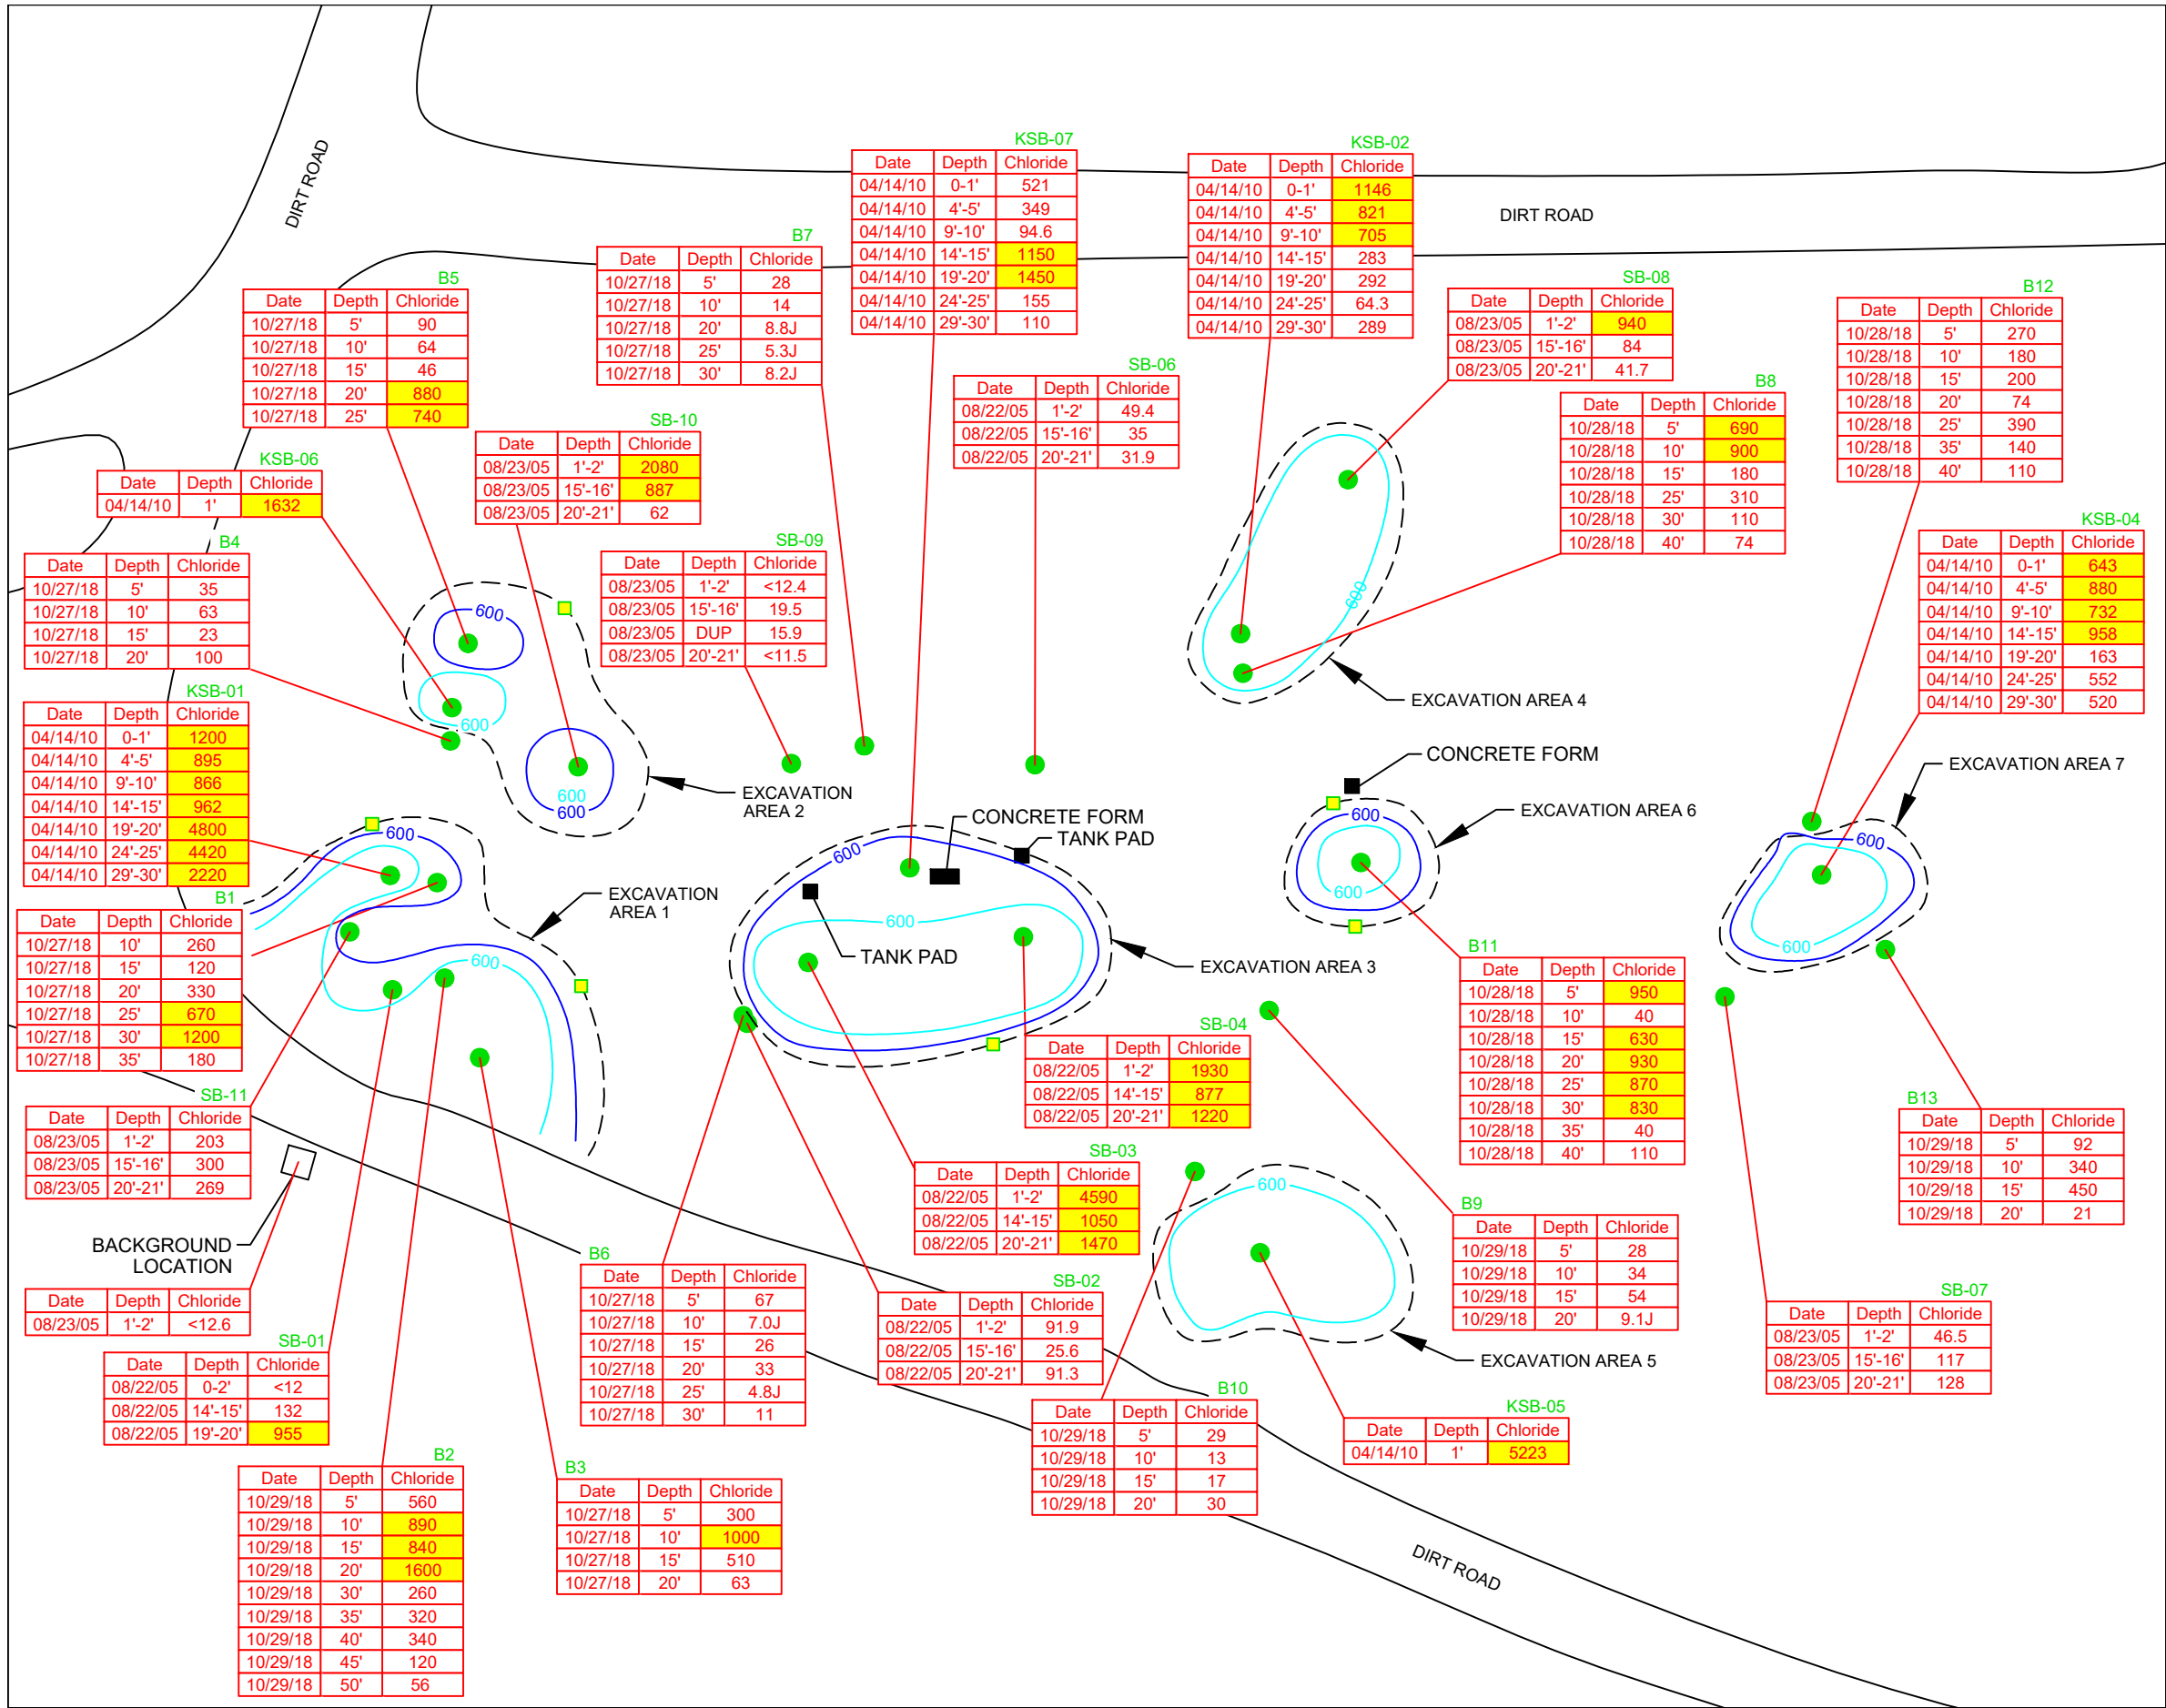 DIRT ROAD
DIRT ROAD
KSB-07
Date Depth Chloride
04/14/10 0-1' 521
04/14/10 4'-5' 349
04/14/10 9'-10' 94.6
04/14/10 14'-15' 1150
04/14/10 19'-20' 1450
04/14/10 24'-25' 155
04/14/10 29'-30' 110
KSB-02
Date Depth Chloride
04/14/10 0-1' 1146
04/14/10 4'-5' 821
04/14/10 9'-10' 705
04/14/10 14'-15' 283
04/14/10 19'-20' 292
04/14/10 24'-25' 64.3
04/14/10 29'-30' 289
B7
Date Depth Chloride
10/27/18 5' 28
10/27/18 10' 14
10/27/18 20' 8.8J
10/27/18 25' 5.3J
10/27/18 30' 8.2J
B5
Date Depth Chloride
10/27/18 5' 90
10/27/18 10' 64
10/27/18 15' 46
10/27/18 20' 880
10/27/18 25' 740
SB-08
Date Depth Chloride
08/23/05 1'-2' 940
08/23/05 15'-16' 84
08/23/05 20'-21' 41.7
B12
Date Depth Chloride
10/28/18 5' 270
10/28/18 10' 180
10/28/18 15' 200
10/28/18 20' 74
10/28/18 25' 390
10/28/18 35' 140
10/28/18 40' 110
SB-06
Date Depth Chloride
08/22/05 1'-2' 49.4
08/22/05 15'-16' 35
08/22/05 20'-21' 31.9
B8
Date Depth Chloride
10/28/18 5' 690
10/28/18 10' 900
10/28/18 15' 180
10/28/18 25' 310
10/28/18 30' 110
10/28/18 40' 74
SB-10
Date Depth Chloride
08/23/05 1'-2' 2080
08/23/05 15'-16' 887
08/23/05 20'-21' 62
KSB-06
Date Depth Chloride
04/14/10 1' 1632
KSB-04
Date Depth Chloride
04/14/10 0-1' 643
04/14/10 4'-5' 880
04/14/10 9'-10' 732
04/14/10 14'-15' 958
04/14/10 19'-20' 163
04/14/10 24'-25' 552
04/14/10 29'-30' 520
B4
Date Depth Chloride
10/27/18 5' 35
10/27/18 10' 63
10/27/18 15' 23
10/27/18 20' 100
SB-09
Date Depth Chloride
08/23/05 1'-2' <12.4
08/23/05 15'-16' 19.5
08/23/05 DUP 15.9
08/23/05 20'-21' <11.5
600
600
600
600
600
EXCAVATION
AREA 2
EXCAVATION AREA 4
KSB-01
Date Depth Chloride
04/14/10 0-1' 1200
04/14/10 4'-5' 895
04/14/10 9'-10' 866
04/14/10 14'-15' 962
04/14/10 19'-20' 4800
04/14/10 24'-25' 4420
04/14/10 29'-30' 2220
CONCRETE FORM
EXCAVATION AREA 7
EXCAVATION AREA 6
CONCRETE FORM
TANK PAD
TANK PAD
600
600
600
600
600
600
600
600
EXCAVATION
AREA 1
EXCAVATION AREA 3
B1
Date Depth Chloride
10/27/18 10' 260
10/27/18 15' 120
10/27/18 20' 330
10/27/18 25' 670
10/27/18 30' 1200
10/27/18 35' 180
B11
Date Depth Chloride
10/28/18 5' 950
10/28/18 10' 40
10/28/18 15' 630
10/28/18 20' 930
10/28/18 25' 870
10/28/18 30' 830
10/28/18 35' 40
10/28/18 40' 110
SB-04
Date Depth Chloride
08/22/05 1'-2' 1930
08/22/05 14'-15' 877
08/22/05 20'-21' 1220
SB-11
Date Depth Chloride
08/23/05 1'-2' 203
08/23/05 15'-16' 300
08/23/05 20'-21' 269
B13
Date Depth Chloride
10/29/18 5' 92
10/29/18 10' 340
10/29/18 15' 450
10/29/18 20' 21
SB-03
Date Depth Chloride
08/22/05 1'-2' 4590
08/22/05 14'-15' 1050
08/22/05 20'-21' 1470
600
B9
Date Depth Chloride
10/29/18 5' 28
10/29/18 10' 34
10/29/18 15' 54
10/29/18 20' 9.1J
BACKGROUND
LOCATION
Date Depth Chloride
08/23/05 1'-2' <12.6
B6
Date Depth Chloride
10/27/18 5' 67
10/27/18 10' 7.0J
10/27/18 15' 26
10/27/18 20' 33
10/27/18 25' 4.8J
10/27/18 30' 11
SB-02
Date Depth Chloride
08/22/05 1'-2' 91.9
08/22/05 15'-16' 25.6
08/22/05 20'-21' 91.3
SB-07
Date Depth Chloride
08/23/05 1'-2' 46.5
08/23/05 15'-16' 117
08/23/05 20'-21' 128
EXCAVATION AREA 5
SB-01
Date Depth Chloride
08/22/05 0-2' <12
08/22/05 14'-15' 132
08/22/05 19'-20' 955
B10
Date Depth Chloride
10/29/18 5' 29
10/29/18 10' 13
10/29/18 15' 17
10/29/18 20' 30
KSB-05
Date Depth Chloride
04/14/10 1' 5223
B2
Date Depth Chloride
10/29/18 5' 560
10/29/18 10' 890
10/29/18 15' 840
10/29/18 20' 1600
10/29/18 30' 260
10/29/18 35' 320
10/29/18 40' 340
10/29/18 45' 120
10/29/18 50' 56
B3
Date Depth Chloride
10/27/18 5' 300
10/27/18 10' 1000
10/27/18 15' 510
10/27/18 20' 63
DIRT ROAD